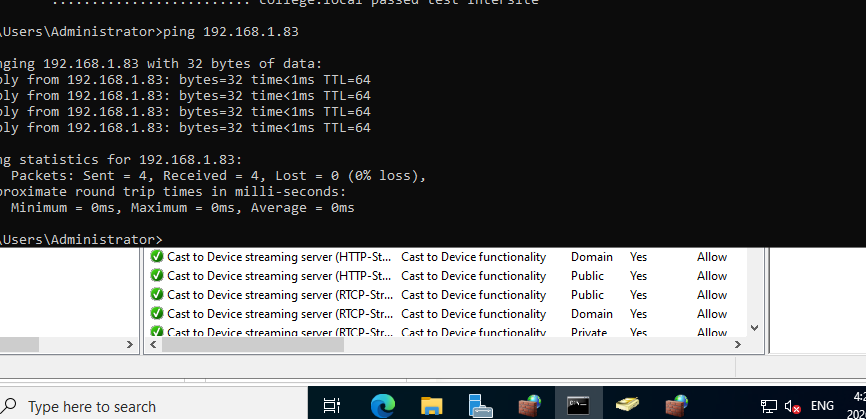 .......................... college.local passed test Intersite
\Users\Administrator>ping 192.168.1.83
nging 192.168.1.83 with 32 bytes of data:
ply from 192.168.1.83: bytes=32 time<1ms TTL=64
ply from 192.168.1.83: bytes=32 time<1ms TTL=64
ply from 192.168.1.83: bytes=32 time<1ms TTL=64
ply from 192.168.1.83: bytes=32 time<1ms TTL=64
ng statistics for 192.168.1.83:
Packets: Sent = 4, Received = 4, Lost = 0 (0% loss),
proximate round trip times in milli-seconds:
Minimum = 0ms, Maximum = 0ms, Average = 0ms
\Users\Administrator>
Cast to Device streaming server (HTTP-St... Cast to Device functionality Domain Yes Allow
Cast to Device streaming server (HTTP-St... Cast to Device functionality Public Yes Allow
Cast to Device streaming server (RTCP-Str... Cast to Device functionality Public Yes Allow
Cast to Device streaming server (RTCP-Str... Cast to Device functionality Domain Yes Allow
Cast to Device streaming server (RTCP-Str... Cast to Device functionality Private Yes Allow
Type here to search
ENG